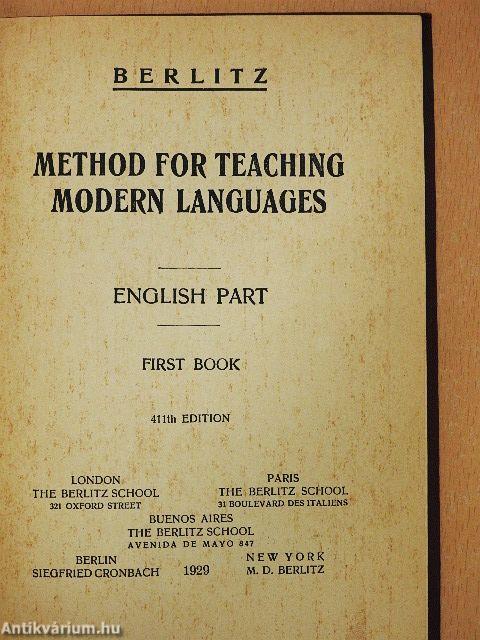 BERLITZ
METHOD FOR TEACHING
MODERN LANGUAGES
ENGLISH PART
FIRST BOOK
411th EDITION
LONDON
THE BERLITZ SCHOOL
321 OXFORD STREET
PARIS
THE BERLITZ SCHOOL
31 BOULEVARD DES ITALIENS
BUENOS AIRES
THE BERLITZ SCHOOL
AVENIDA DE MAYO 847
BERLIN
SIEGFRIED CRONBACH
1929
NEW YORK
M. D. BERLITZ
Antikvárium.hu